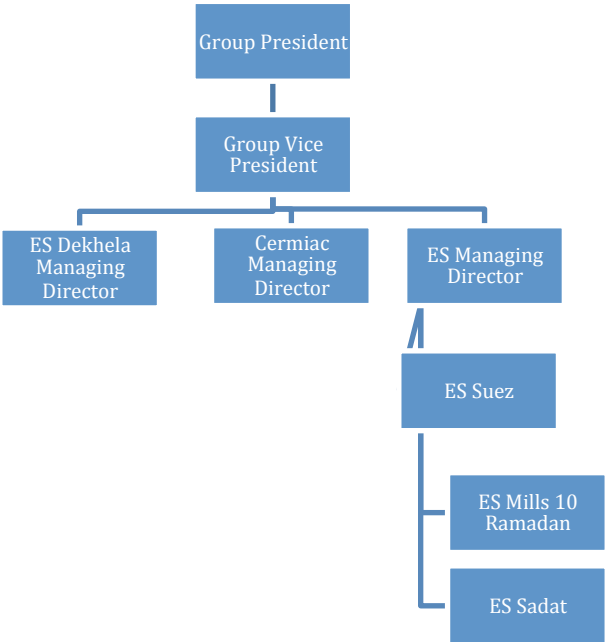 Group President
Group Vice
President
ES Dekhela
Managing
Director
Cermiac
Managing
Director
ES Managing
Director
ES Suez
ES Mills 10
Ramadan
ES Sadat